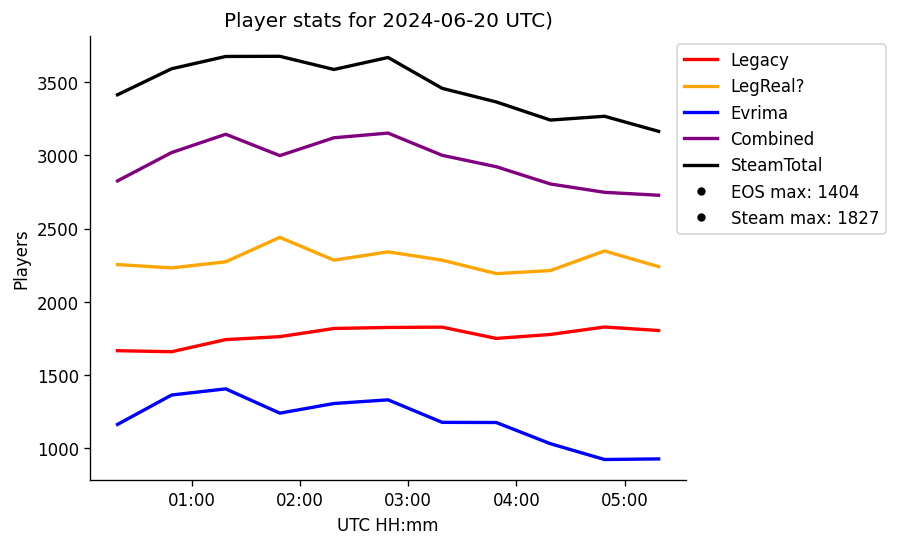 Player stats for 2024-06-20 UTC)
Legacy
LegReal?
Evrima
Combined
SteamTotal
EOS max: 1404
Steam max: 1827
Players
3500
3000
2500
2000
1500
1000
01:00 02:00 03:00 04:00 05:00
UTC HH:mm